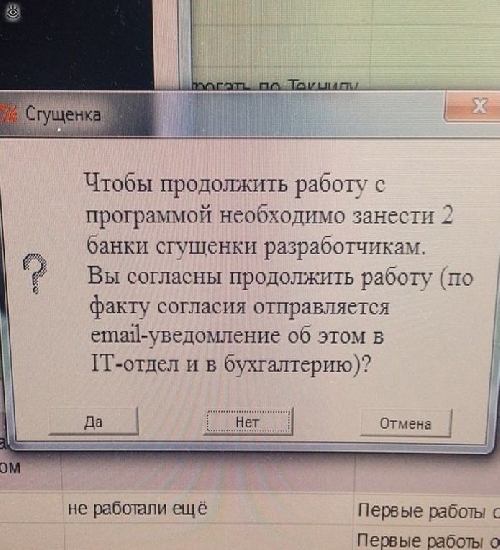 рогать по Текнилу
Сгущенка
Чтобы продолжить работу с
программой необходимо занести 2
банки сгущенки разработчикам.
Вы согласны продолжить работу (по
факту согласия отправляется
email-уведомление об этом в
IT-отдел и в бухгалтерию)?
Да
Нет
Отмена
ом
не работали ещё
Первые работы о
Первые работы о